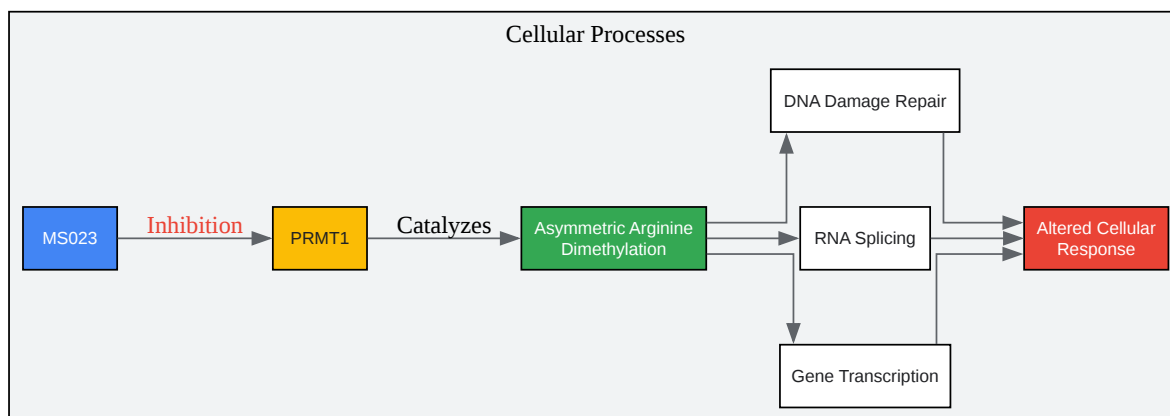 Cellular Processes
DNA Damage Repair
MS023
Inhibition
PRMT1
Catalyzes
Asymmetric Arginine
Dimethylation
RNA Splicing
Altered Cellular
Response
Gene Transcription